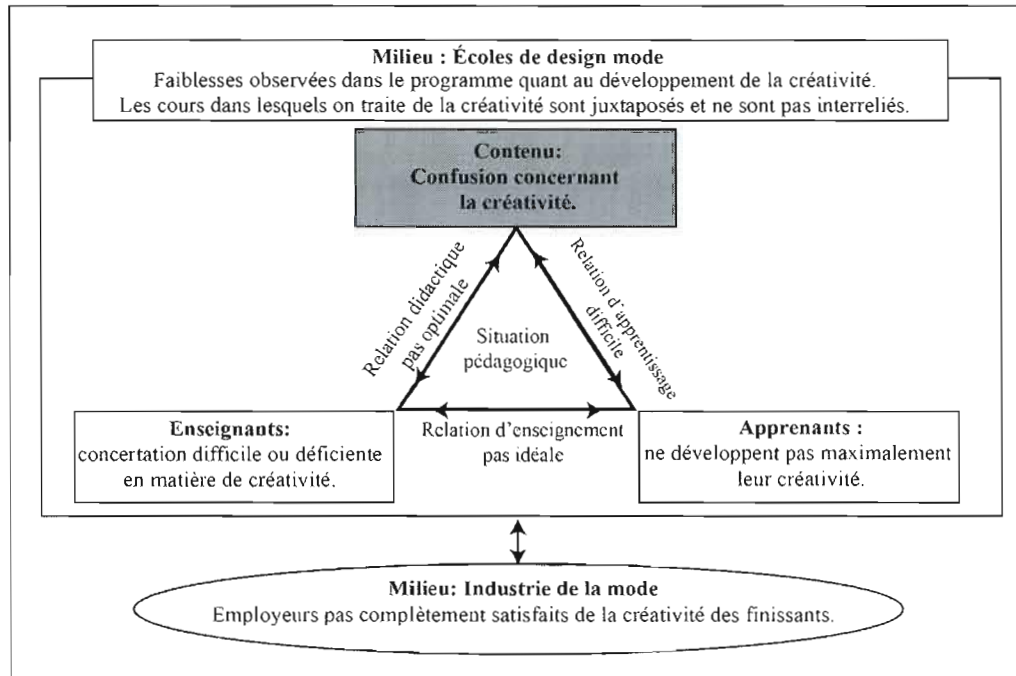 Milieu : Écoles de design mode
Faiblesses observées dans le programme quant au développement de la créativité.
Les cours dans lesquels on traite de la créativité sont juxtaposés et ne sont pas interreliés.
Contenu:
Confusion concernant
la créativité.
Relation didactique
pas optimale
Relation d'apprentissage
difficile
Situation
pédagogique
Enseignants:
concertation difficile ou déficiente
en matière de créativité.
Relation d'enseignement
pas idéale
Apprenants :
ne développent pas maximalement
leur créativité.
Milieu: Industrie de la mode
Employeurs pas complètement satisfaits de la créativité des finissants.